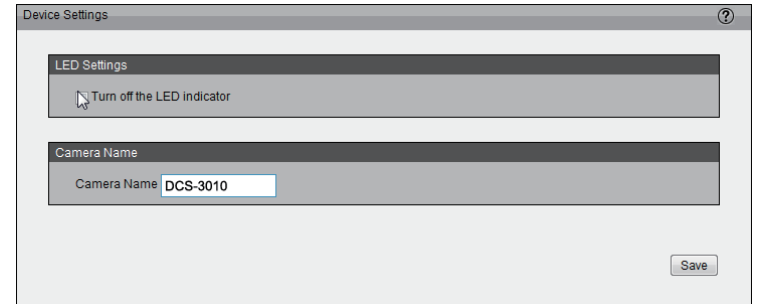 Device Settings
?
LED Settings
Turn off the LED indicator
Camera Name
Camera Name DCS-3010
Save